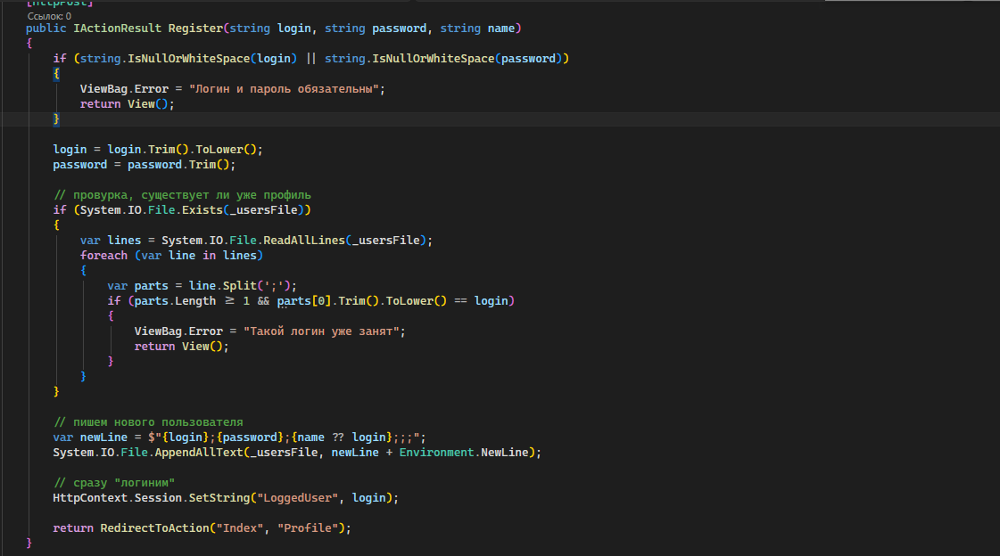 [HttpPost]
Ссылок: 0
public IActionResult Register(string login, string password, string name)
{
if (string.IsNullOrWhiteSpace(login) || string.IsNullOrWhiteSpace(password))
{
ViewBag.Error = "Логин и пароль обязательны";
return View();
}
login = login.Trim().ToLower();
password = password.Trim();
// провурка, существует ли уже профиль
if (System.IO.File.Exists(_usersFile))
{
var lines = System.IO.File.ReadAllLines(_usersFile);
foreach (var line in lines)
{
var parts = line.Split(';');
if (parts.Length ≥ 1 && parts[0].Trim().ToLower() == login)
{
ViewBag.Error = "Такой логин уже занят";
return View();
}
}
}
// пишем нового пользователя
var newLine = $"{login};{password};{name ?? login};;;";
System.IO.File.AppendAllText(_usersFile, newLine + Environment.NewLine);
// сразу "логиним"
HttpContext.Session.SetString("LoggedUser", login);
return RedirectToAction("Index", "Profile");
}